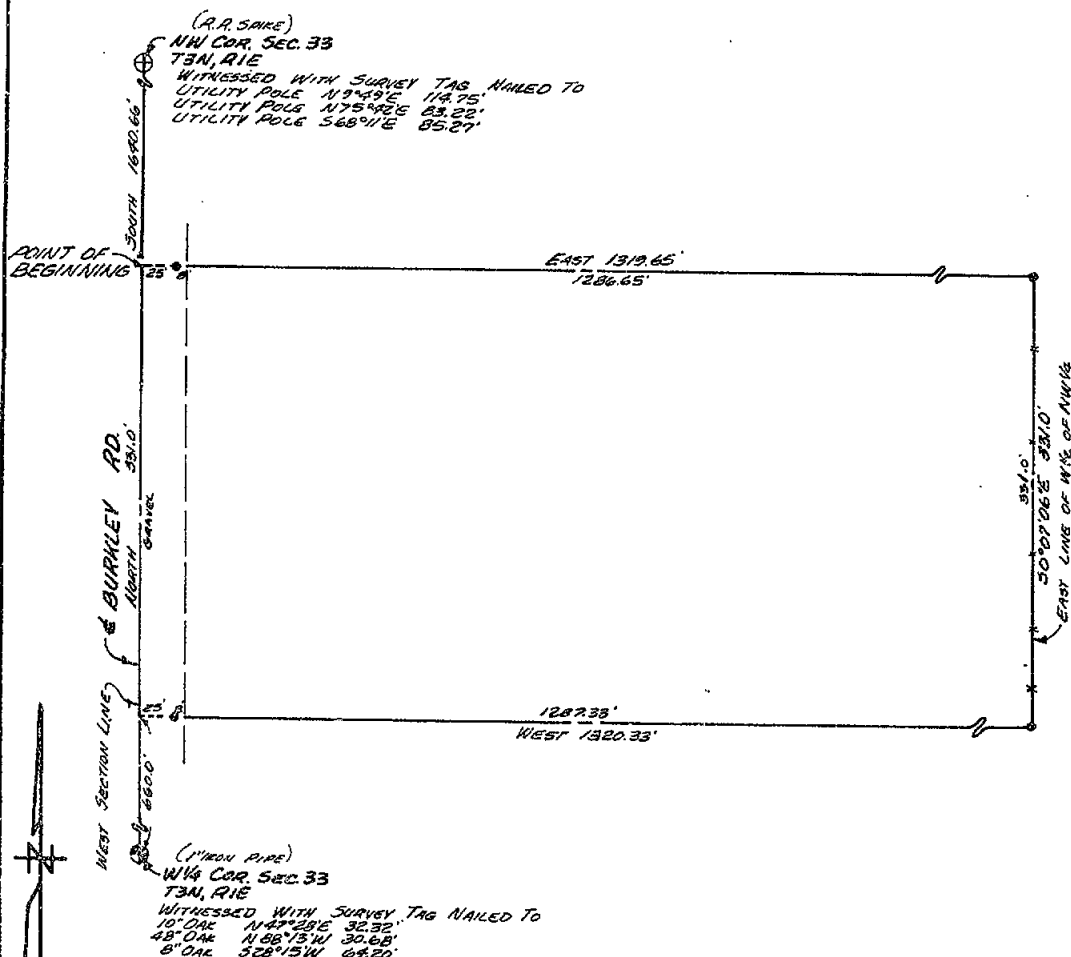 (R.R. SPIKE)
NW COR. SEC. 33
T3N, R1E
WITNESSED WITH SURVEY TAG NAILED TO
UTILITY POLE N9°49'E 114.75'
UTILITY POLE N75°42'E 83.22'
UTILITY POLE S68°11'E 85.27'
SOUTH 1640.66'
POINT OF
BEGINNING
25'
EAST 1319.65'
1286.65'
331.0'
S0°07'06"E 331.0'
EAST LINE OF W½ OF NW¼
℄ BURKLEY RD.
NORTH 331.0'
GRAVEL
WEST SECTION LINE
25'
8'
1287.33'
WEST 1320.33'
660.0'
(1" IRON PIPE)
W¼ COR. SEC. 33
T3N, R1E
WITNESSED WITH SURVEY TAG NAILED TO
10" OAK N47°28'E 32.32'
48" OAK N88°13'W 30.68'
8" OAK S28°15'W 64.20'